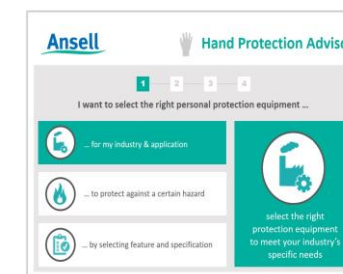 Ansell
Hand Protection Advis
1 2 3 4
I want to select the right personal protection equipment ...
... for my industry & application
... to protect against a certain hazard
... by selecting feature and specification
select the right
protection equipment
to meet your industry's
specific needs